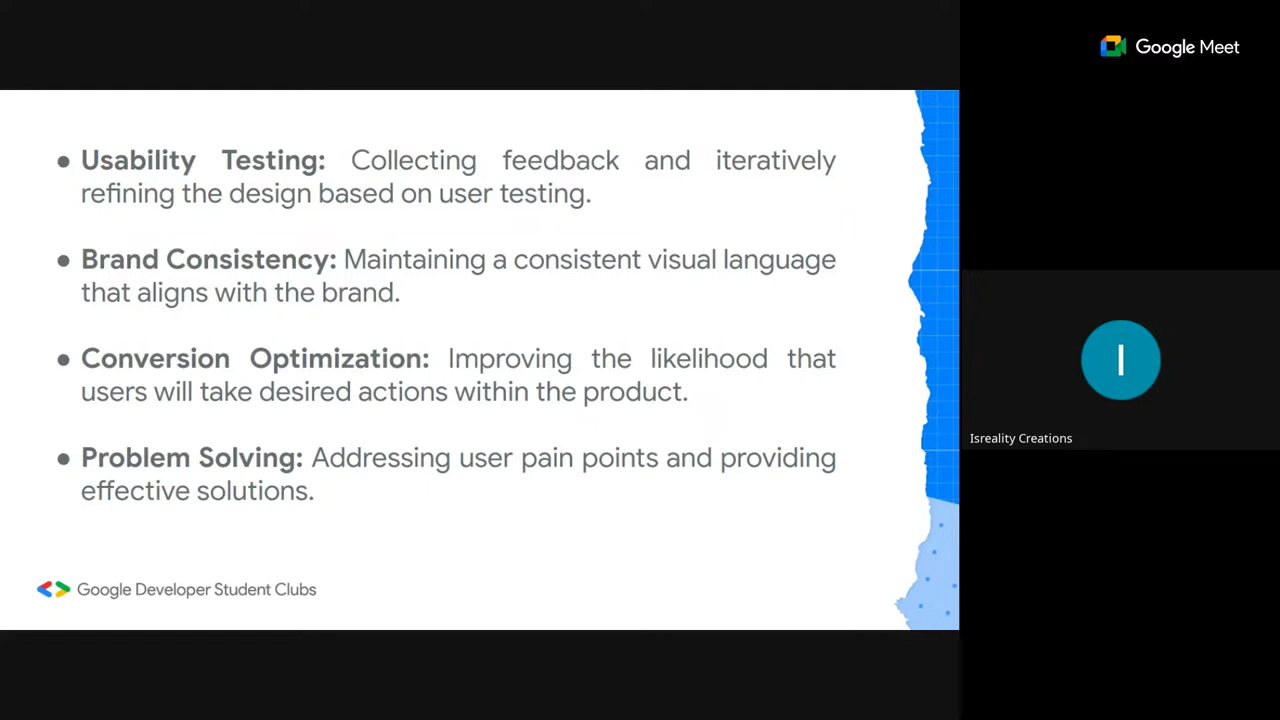 Google Meet
● Usability Testing: Collecting feedback and iteratively
refining the design based on user testing.
● Brand Consistency: Maintaining a consistent visual language
that aligns with the brand.
● Conversion Optimization: Improving the likelihood that
users will take desired actions within the product.
● Problem Solving: Addressing user pain points and providing
effective solutions.
Google Developer Student Clubs
I
Isreality Creations